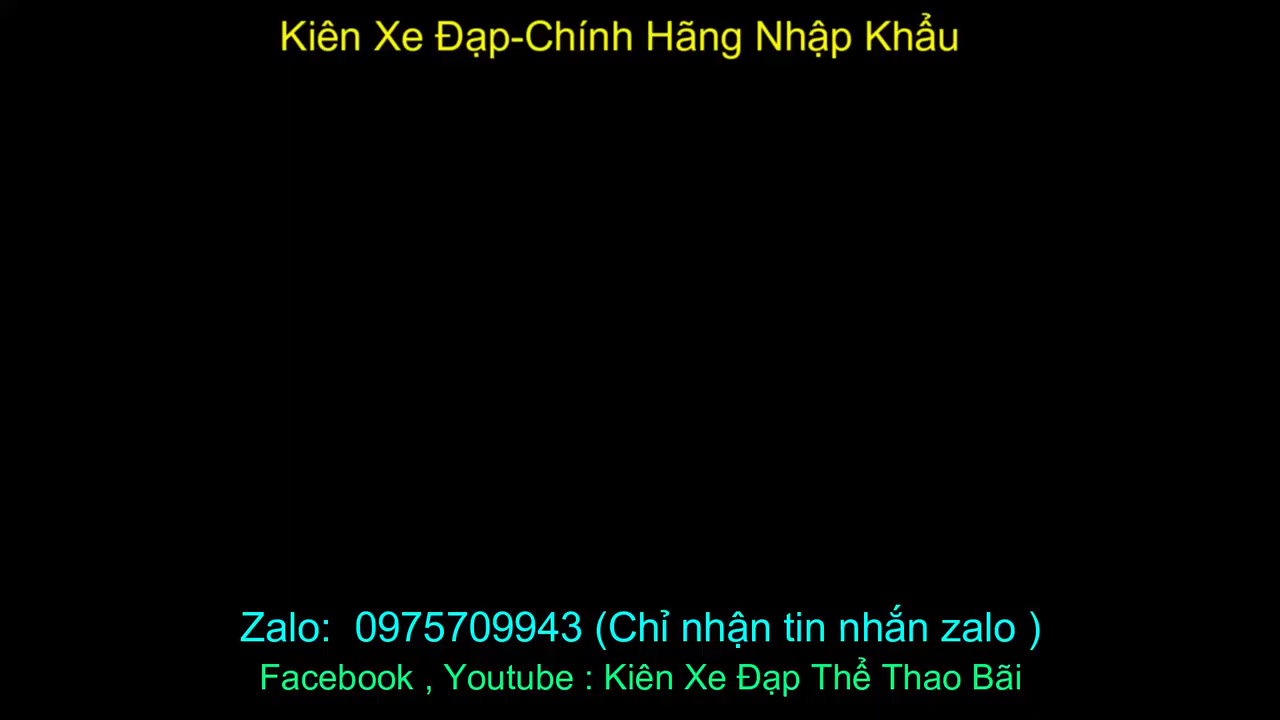 Kiên Xe Đạp-Chính Hãng Nhập Khẩu
Zalo:  0975709943 (Chỉ nhận tin nhắn zalo )
Facebook , Youtube : Kiên Xe Đạp Thể Thao Bãi